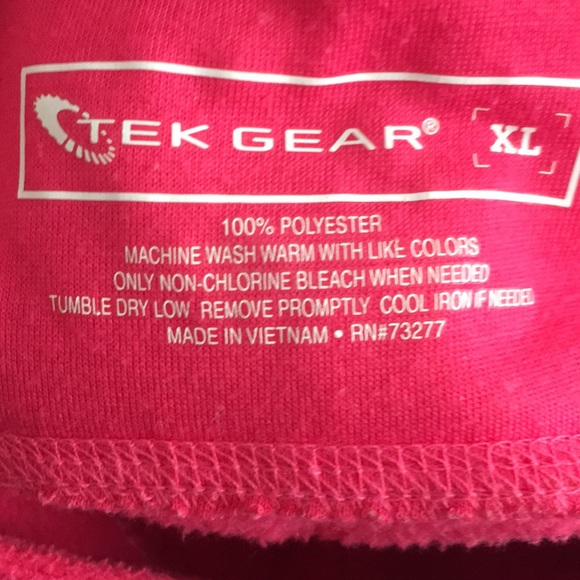 TEK GEAR® XL
100% POLYESTER
MACHINE WASH WARM WITH LIKE COLORS
ONLY NON-CHLORINE BLEACH WHEN NEEDED
TUMBLE DRY LOW REMOVE PROMPTLY COOL IRON IF NEEDED
MADE IN VIETNAM • RN#73277